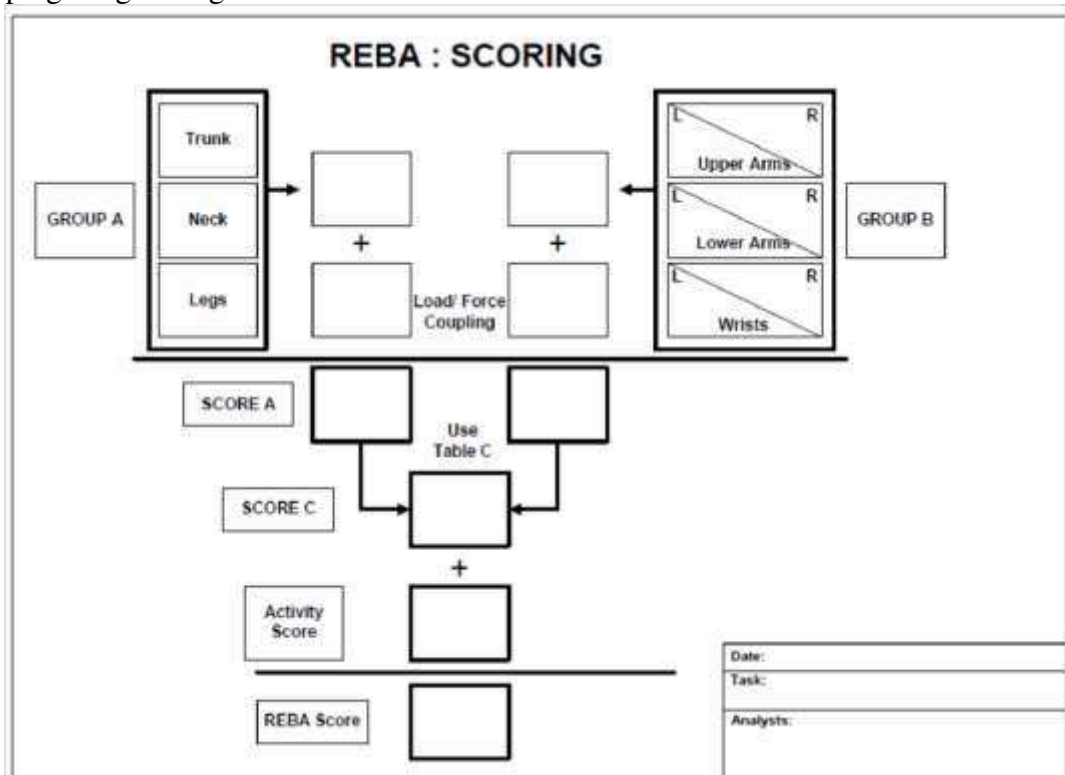 REBA : SCORING
Trunk
Neck
Legs
GROUP A
+
+
Load/ Force
Coupling
L R
Upper Arms
L R
Lower Arms
L R
Wrists
GROUP B
SCORE A
Use
Table C
SCORE C
+
Activity
Score
REBA Score
Date:
Task:
Analysts: